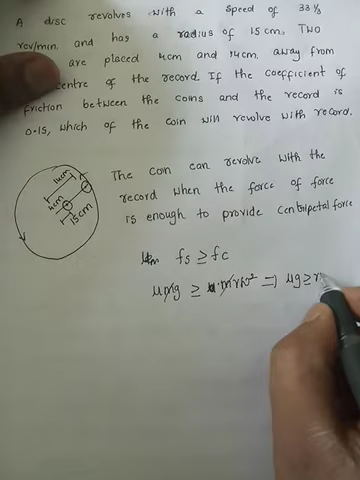 A disc revolves with a speed of 33 1/3
rev/min. and has a radius of 15 cm. Two
are placed 4cm and 14cm. away from
centre of the record. If the coefficient of
friction between the coins and the record is
0.15, which of the coin will revolve with record.
14cm
4cm
15cm
The coin can revolve with the
record when the force of force
is enough to provide centripetal force
fs ≥ fc
μmg ≥ mrω² ⇒ μg ≥ r